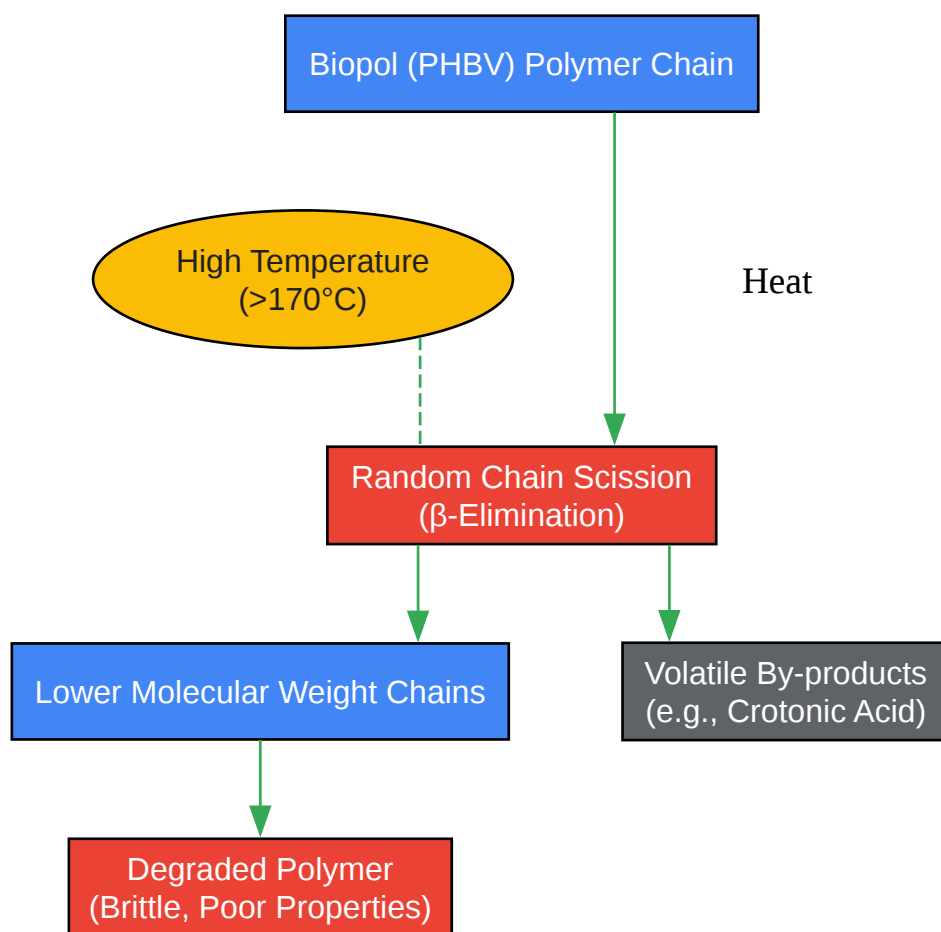 Biopol (PHBV) Polymer Chain
High Temperature
(>170°C)
Heat
Random Chain Scission
(β-Elimination)
Lower Molecular Weight Chains
Volatile By-products
(e.g., Crotonic Acid)
Degraded Polymer
(Brittle, Poor Properties)